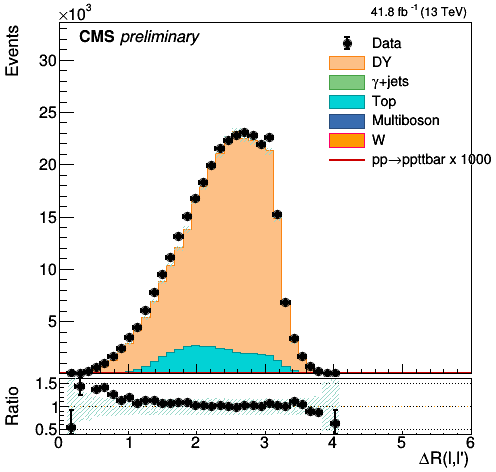 ×10³
41.8 fb⁻¹ (13 TeV)
CMS preliminary
Events
30
25
20
15
10
5
Data
DY
γ+jets
Top
Multiboson
W
pp→ppttbar x 1000
Ratio
1.5
1
0.5
0 1 2 3 4 5 6
ΔR(l,l')